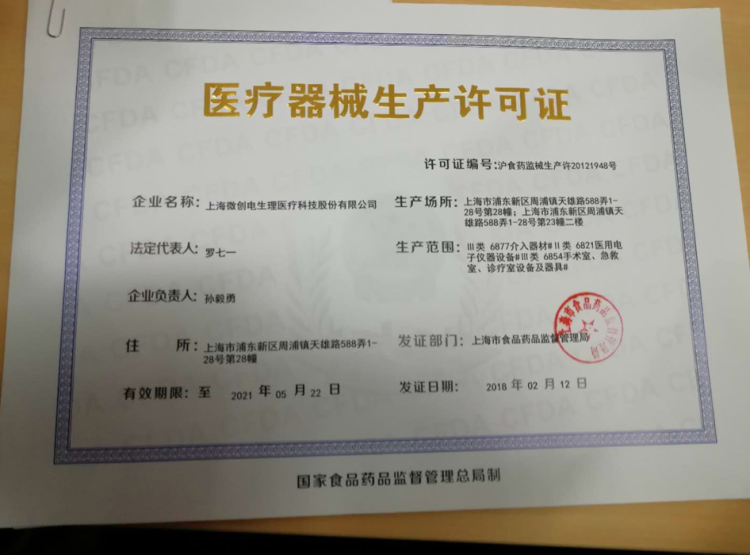 医疗器械生产许可证
许可证编号:沪食药监械生产许20121948号
企业名称:上海微创电生理医疗科技股份有限公司
法定代表人:罗七一
企业负责人:孙毅勇
住 所:上海市浦东新区周浦镇天雄路588弄1-
28号第28幢
有效期限:至 2021 年 05 月 22 日
生产场所:上海市浦东新区周浦镇天雄路588弄1-
28号第28幢;上海市浦东新区周浦镇天
雄路588弄1-28号第23幢二楼
生产范围:Ⅲ类 6877介入器材#Ⅱ类 6821医用电
子仪器设备#Ⅲ类 6854手术室、急救
室、诊疗室设备及器具#
发证部门:上海市食品药品监督管理局
发证日期: 2018 年 02 月 12 日
国家食品药品监督管理总局制